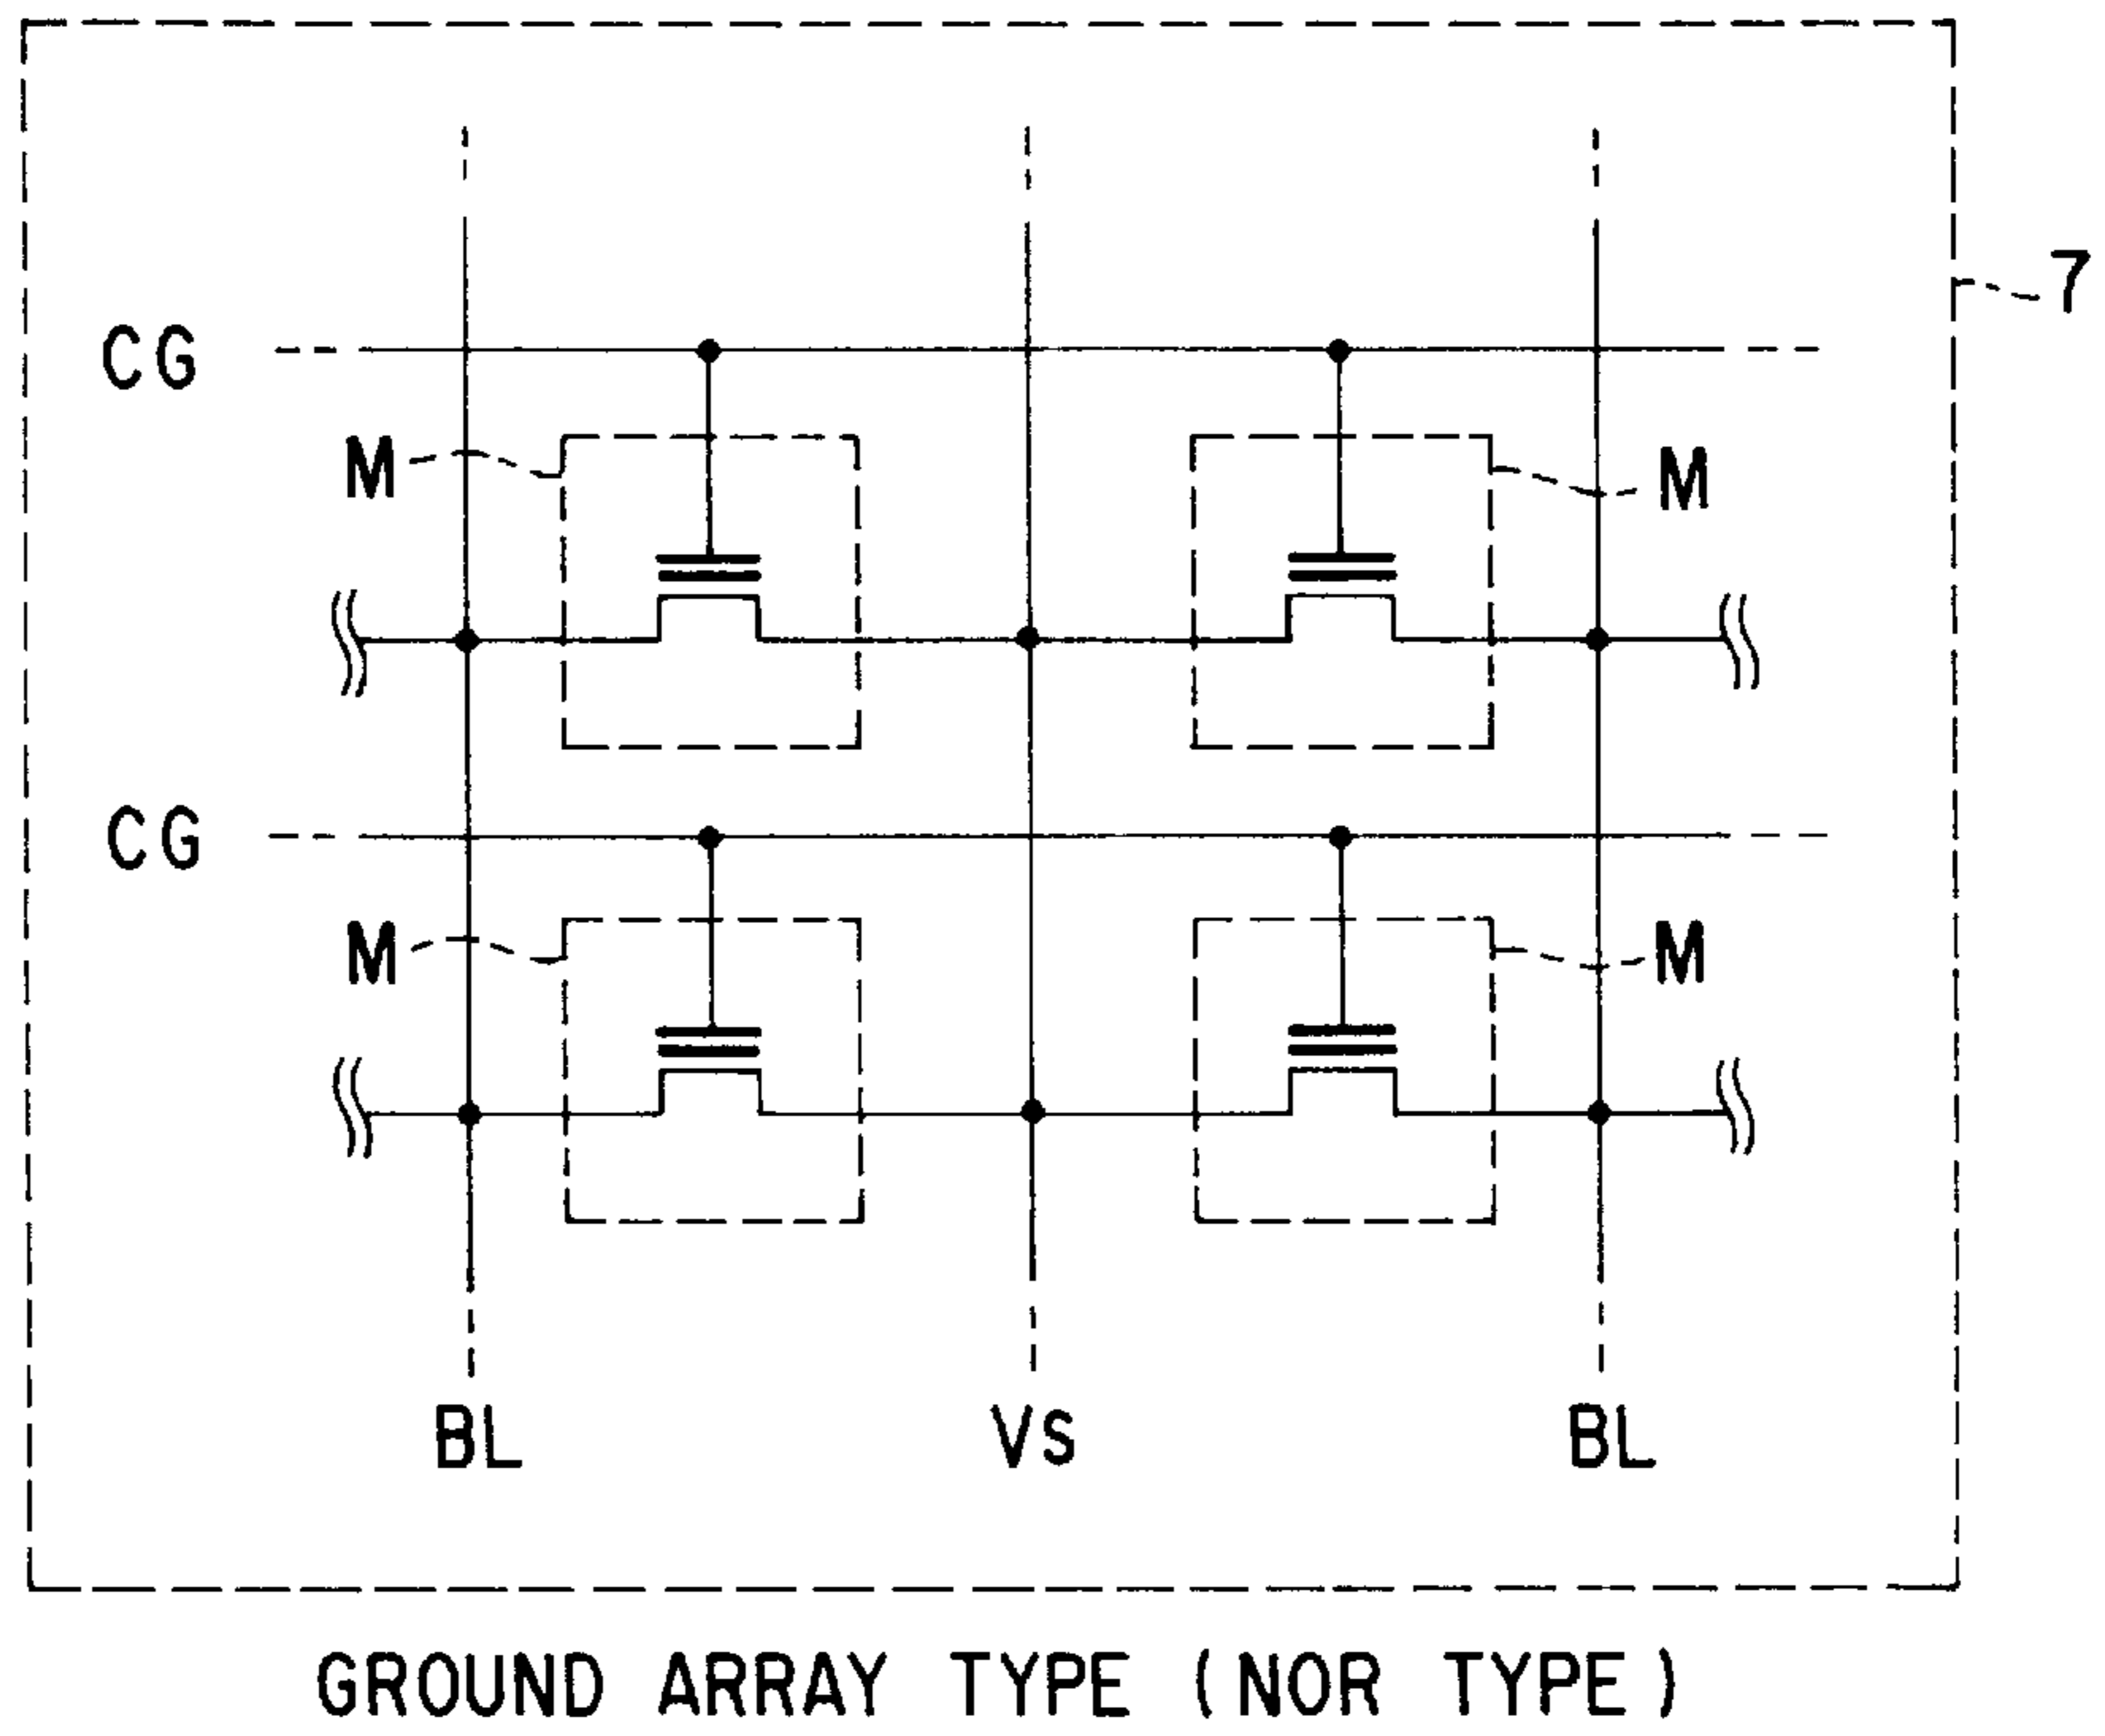 7
CG
M M
CG
M M
BL VS BL
GROUND ARRAY TYPE (NOR TYPE)